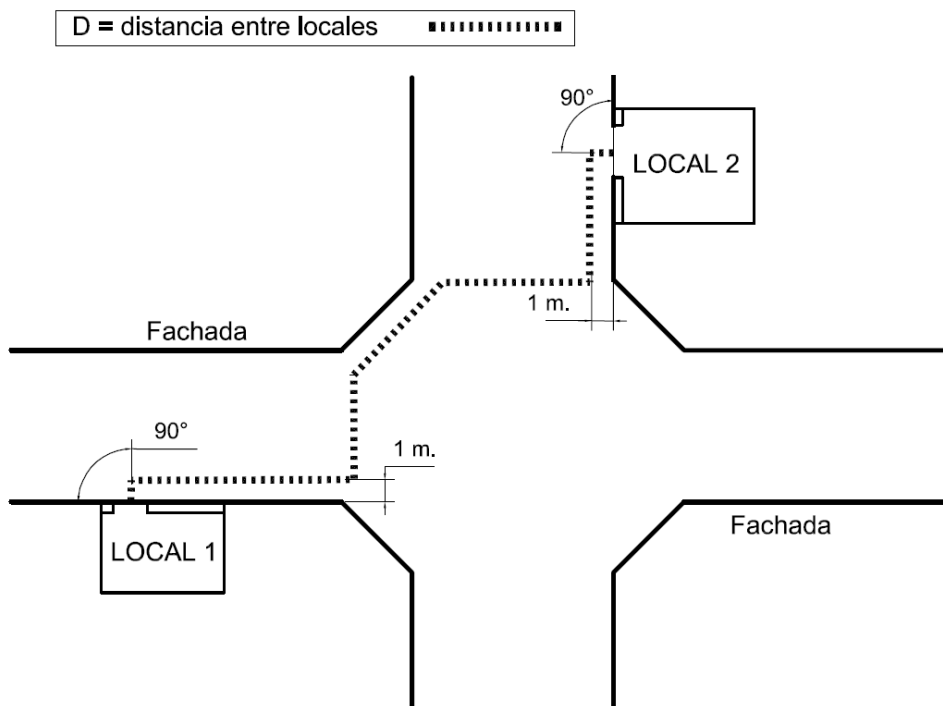 D = distancia entre locales
90°
LOCAL 2
1 m.
Fachada
90°
1 m.
LOCAL 1
Fachada